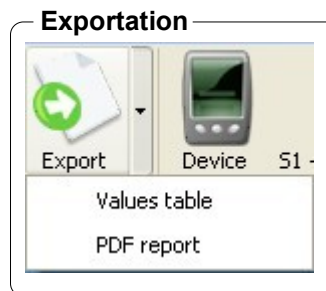 Exportation
Export Device S1 -
Values table
PDF report